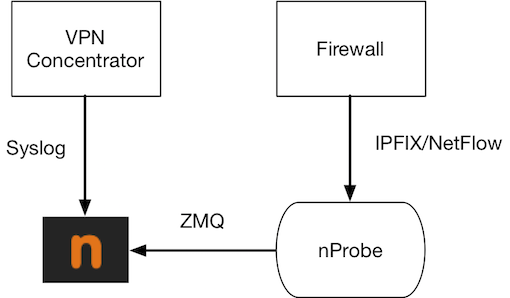 VPN
Concentrator
Firewall
Syslog
IPFIX/NetFlow
ZMQ
n
nProbe